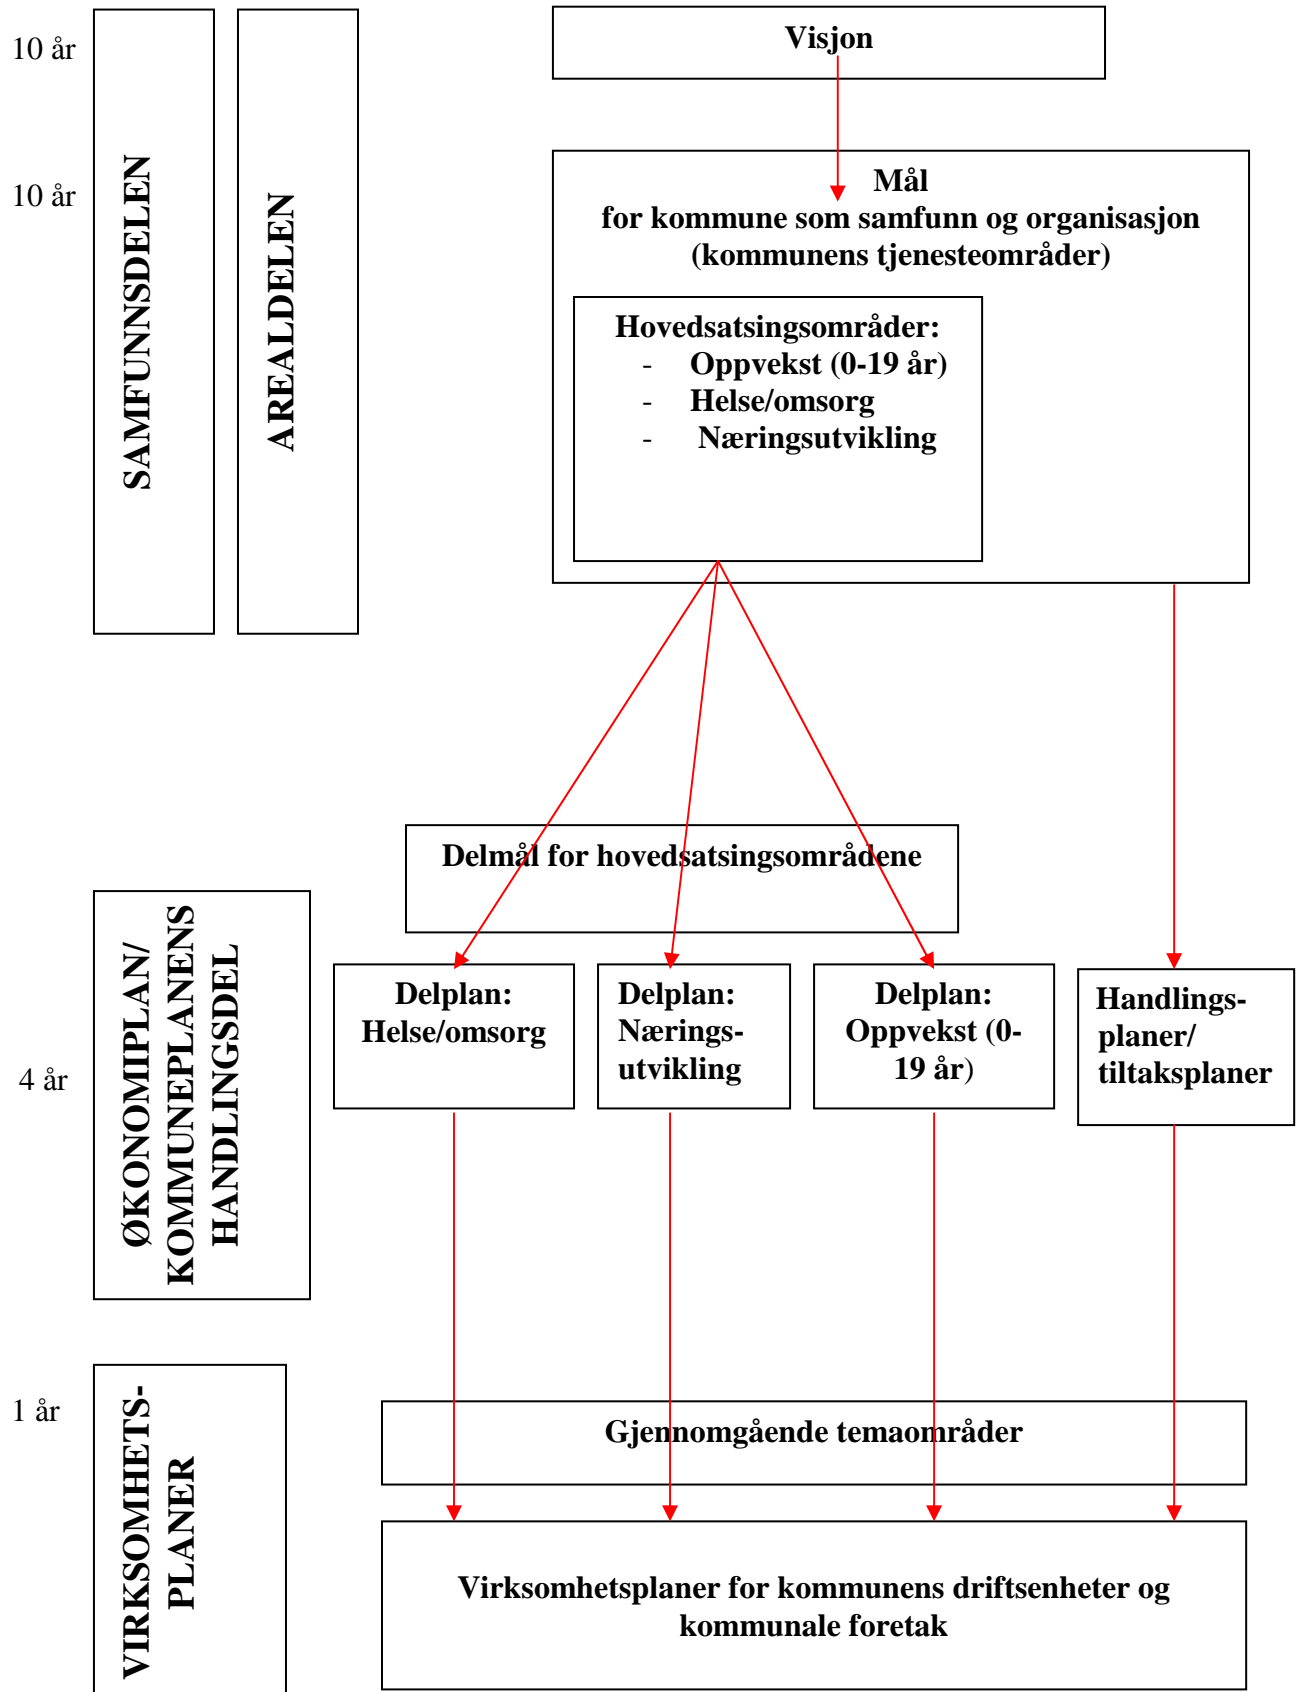 10 år
Visjon
SAMFUNNSDELEN
AREALDELEN
10 år
Mål
for kommune som samfunn og organisasjon
(kommunens tjenesteområder)
Hovedsatsingsområder:
- Oppvekst (0-19 år)
- Helse/omsorg
- Næringsutvikling
Delmål for hovedsatsingsområdene
ØKONOMIPLAN/
KOMMUNEPLANENS
HANDLINGSDEL
4 år
Delplan:
Helse/omsorg
Delplan:
Nærings-
utvikling
Delplan:
Oppvekst (0-
19 år)
Handlings-
planer/
tiltaksplaner
1 år
VIRKSOMHETS-
PLANER
Gjennomgående temaområder
Virksomhetsplaner for kommunens driftsenheter og
kommunale foretak